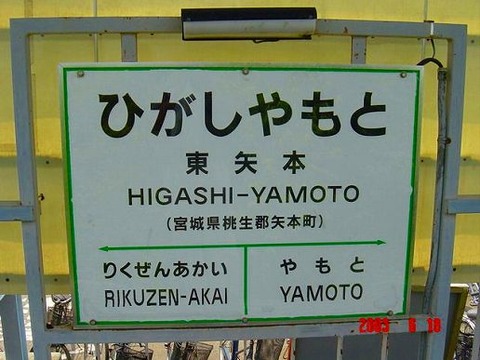 ひがしやもと
東矢本
HIGASHI-YAMOTO
(宮城県桃生郡矢本町)
りくぜんあかい やもと
RIKUZEN-AKAI YAMOTO